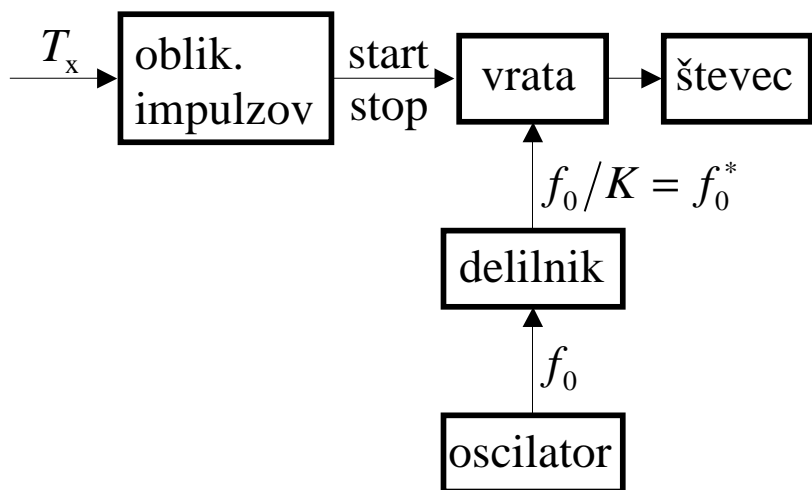 T_x
oblik.
impulzov
start
stop
vrata
števec
f_0/K = f_0^*
delilnik
f_0
oscilator